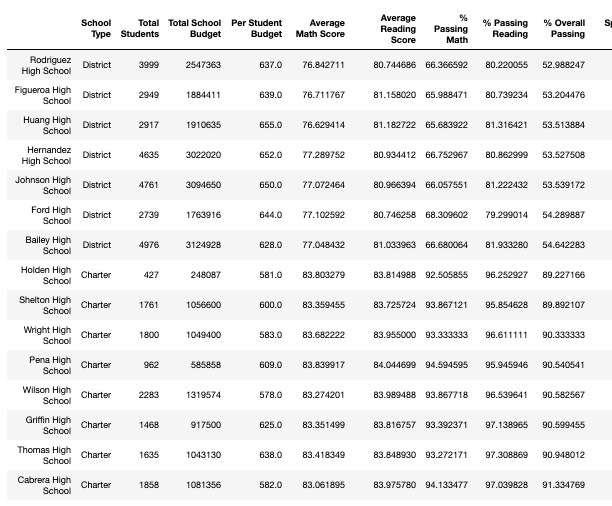 School Type Total Students Total School Budget Per Student Budget Average Math Score Average Reading Score % Passing Math % Passing Reading % Overall Passing
Rodriguez High School District 3999 2547363 637.0 76.842711 80.744686 66.366592 80.220055 52.988247
Figueroa High School District 2949 1884411 639.0 76.711767 81.158020 65.988471 80.739234 53.204476
Huang High School District 2917 1910635 655.0 76.629414 81.182722 65.683922 81.316421 53.513884
Hernandez High School District 4635 3022020 652.0 77.289752 80.934412 66.752967 80.862999 53.527508
Johnson High School District 4761 3094650 650.0 77.072464 80.966394 66.057551 81.222432 53.539172
Ford High School District 2739 1763916 644.0 77.102592 80.746258 68.309602 79.299014 54.289887
Bailey High School District 4976 3124928 628.0 77.048432 81.033963 66.680064 81.933280 54.642283
Holden High School Charter 427 248087 581.0 83.803279 83.814988 92.505855 96.252927 89.227166
Shelton High School Charter 1761 1056600 600.0 83.359455 83.725724 93.867121 95.854628 89.892107
Wright High School Charter 1800 1049400 583.0 83.682222 83.955000 93.333333 96.611111 90.333333
Pena High School Charter 962 585858 609.0 83.839917 84.044699 94.594595 95.945946 90.540541
Wilson High School Charter 2283 1319574 578.0 83.274201 83.989488 93.867718 96.539641 90.582567
Griffin High School Charter 1468 917500 625.0 83.351499 83.816757 93.392371 97.138965 90.599455
Thomas High School Charter 1635 1043130 638.0 83.418349 83.848930 93.272171 97.308869 90.948012
Cabrera High School Charter 1858 1081356 582.0 83.061895 83.975780 94.133477 97.039828 91.334769